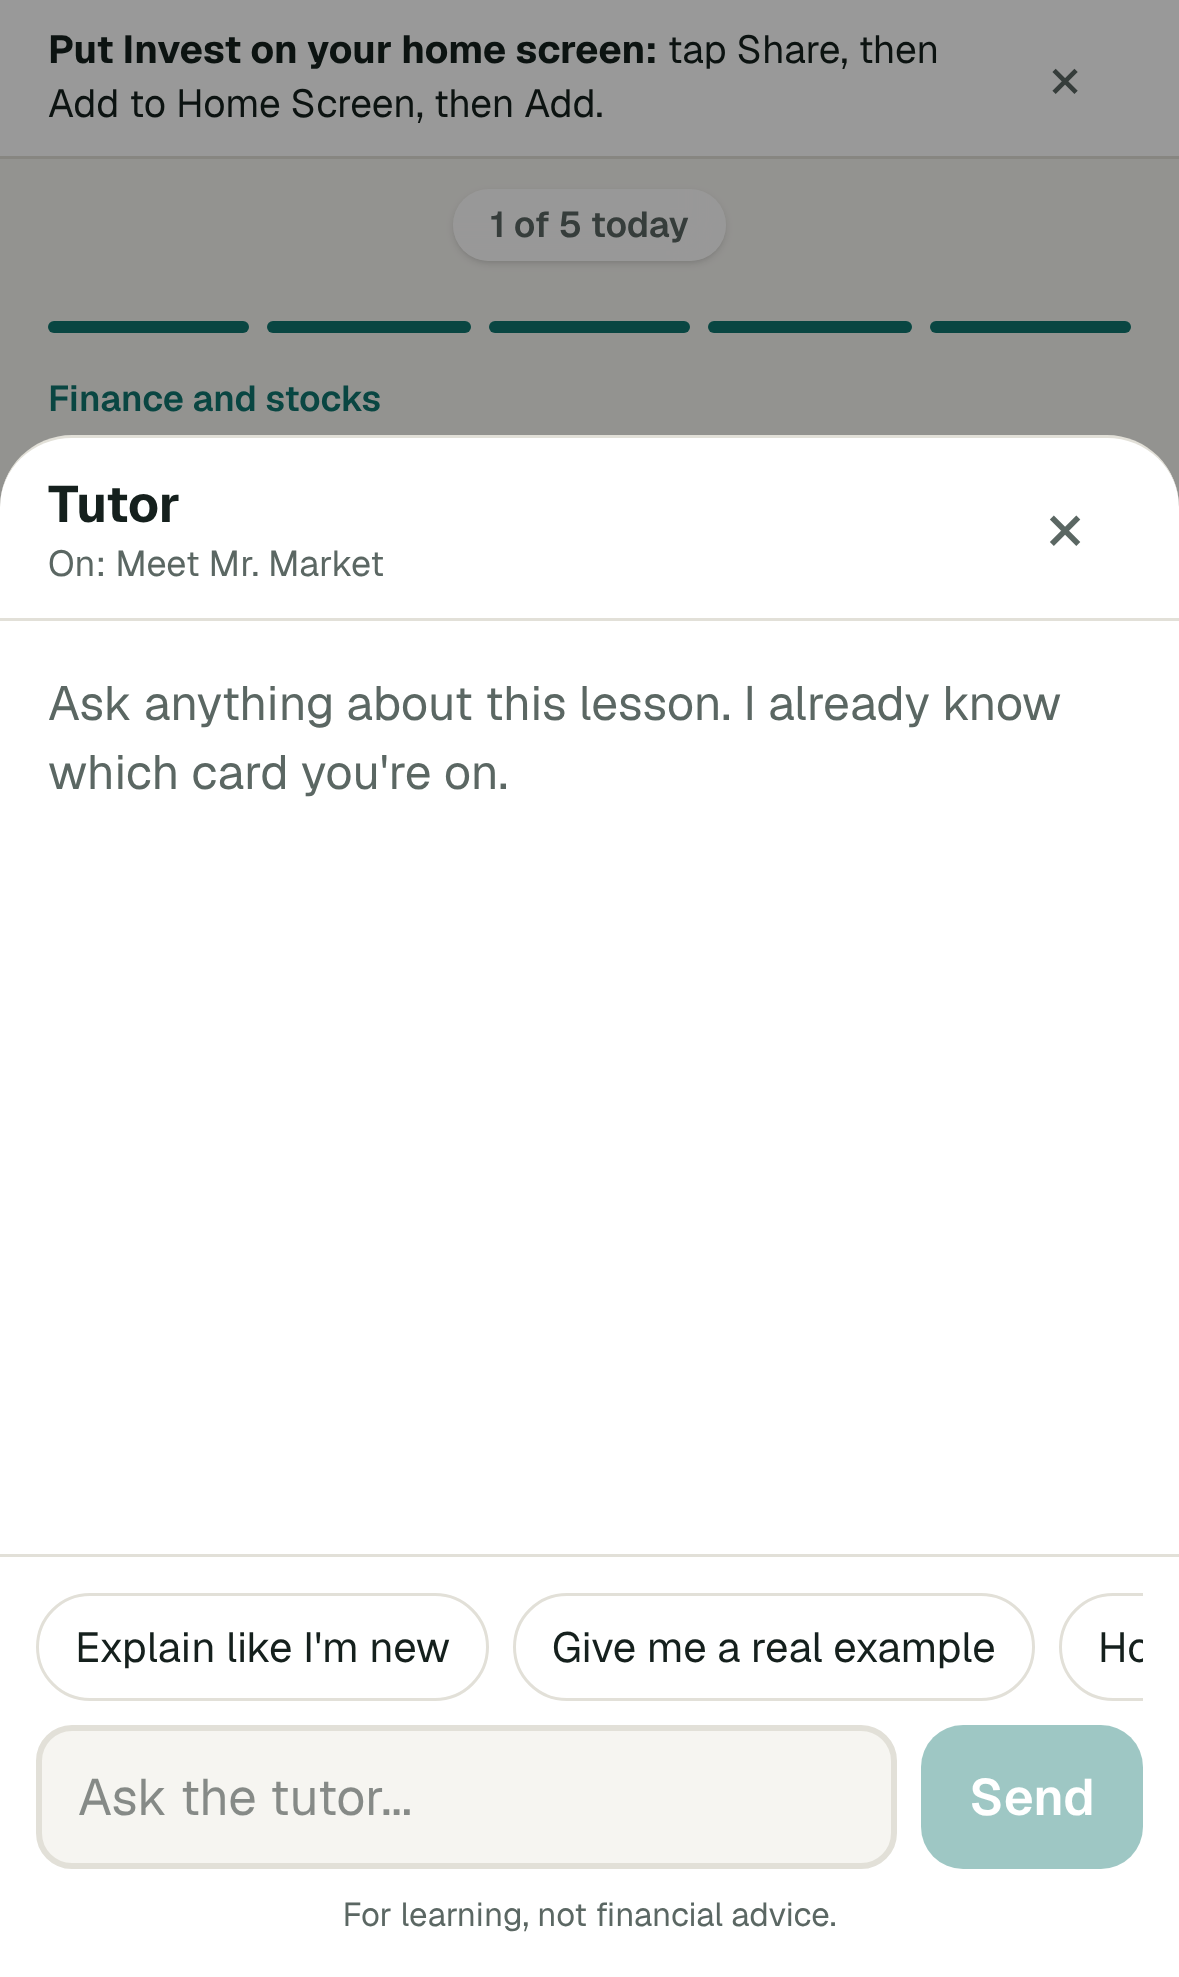 Put Invest on your home screen: tap Share, then
Add to Home Screen, then Add.
1 of 5 today
Finance and stocks
Tutor
On: Meet Mr. Market
Ask anything about this lesson. I already know
which card you're on.
Explain like I'm new
Give me a real example
Ask the tutor...
Send
For learning, not financial advice.